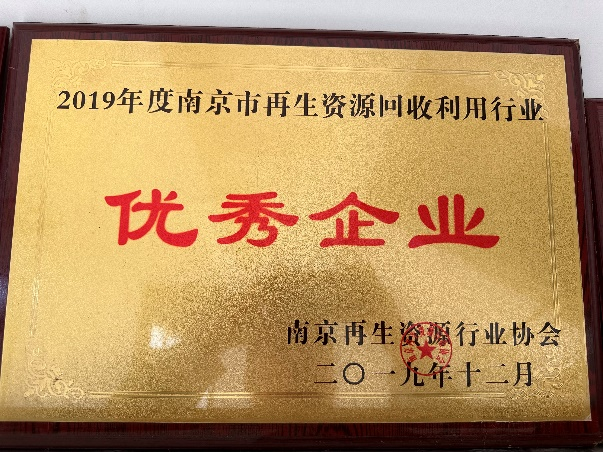 2019年度南京市再生资源回收利用行业
优秀企业
南京再生资源行业协会
二〇一九年十二月